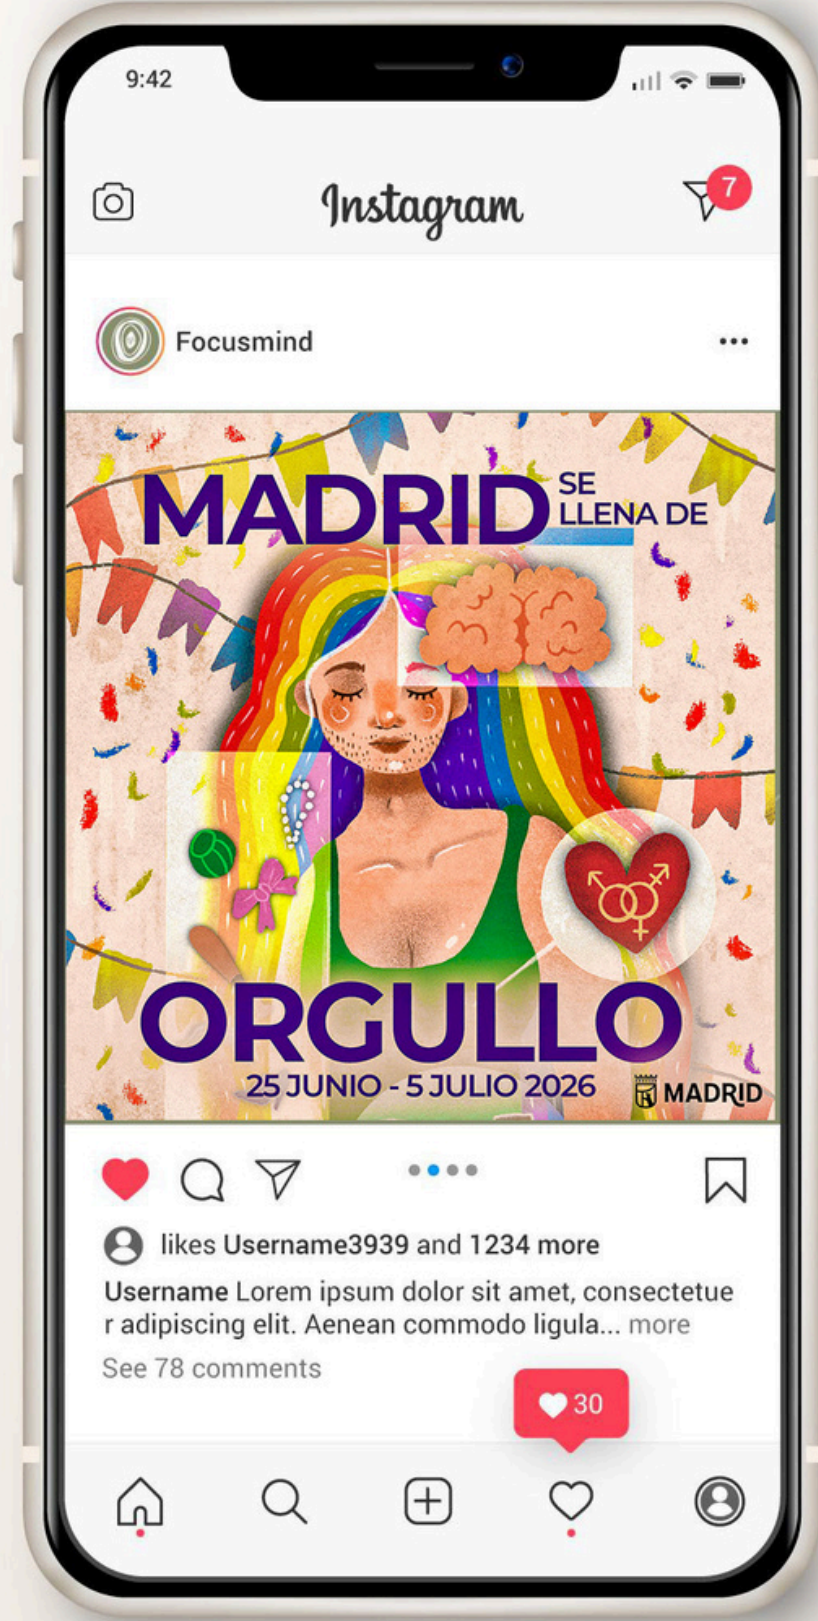 9:42
Instagram
7
Focusmind
MADRID SE
LLENA DE
ORGULLO
25 JUNIO - 5 JULIO 2026
MADRID
likes Username3939 and 1234 more
Username Lorem ipsum dolor sit amet, consectetue
r adipiscing elit. Aenean commodo ligula... more
See 78 comments
30